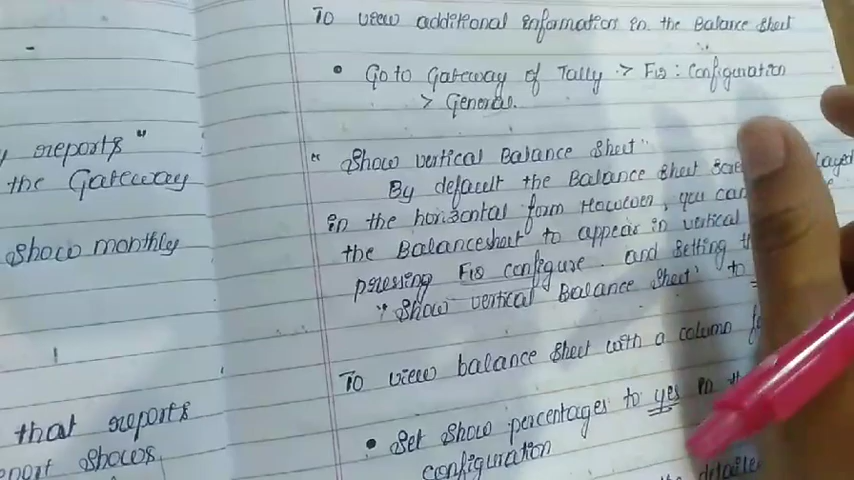 reports"
the Gateway
show monthly
that reports
shows
To view additional information in the Balance sheet
• Go to Gateway of Tally > F12 : Configuration
> General.
" Show vertical Balance Sheet"
By default the Balance sheet
in the horizontal form However, you can
the Balancesheet to appear in vertical
pressing F12 configure. and setting
"Show vertical Balance Sheet" to
To view balance sheet with a column
• Set show percentages to yes in
configuration